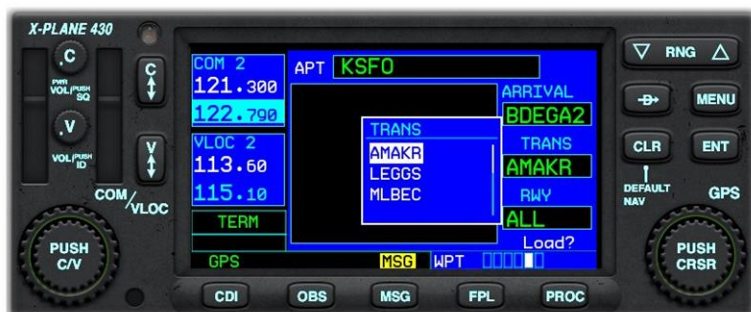 X-PLANE 430
C
PWR
VOL/PUSH
SQ
V
VOL/PUSH
ID
C
V
COM
/VLOC
PUSH
C/V
COM 2
121.300
122.790
VLOC 2
113.60
115.10
TERM
GPS
APT KSFO
ARRIVAL
BDEGA2
TRANS
AMAKR
RWY
ALL
Load?
TRANS
AMAKR
LEGGS
MLBEC
MSG WPT
RNG
D
MENU
CLR
ENT
DEFAULT
NAV
GPS
PUSH
CRSR
CDI
OBS
MSG
FPL
PROC